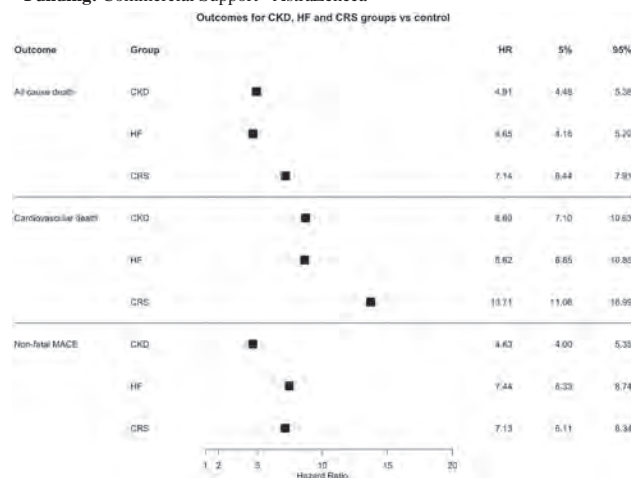 Funding: Commercial Support - AstraZeneca
Outcomes for CKD, HF and CRS groups vs control
Outcome Group HR 5% 95%
All cause death CKD 4.91 4.48 5.38
HF 4.65 4.16 5.20
CRS 7.14 6.44 7.91
Cardiovascular death CKD 8.69 7.10 10.63
HF 8.62 6.85 10.85
CRS 13.71 11.06 16.99
Non-fatal MACE CKD 4.63 4.00 5.35
HF 7.44 6.33 8.74
CRS 7.13 6.11 8.34
1 2 5 10 15 20
Hazard Ratio